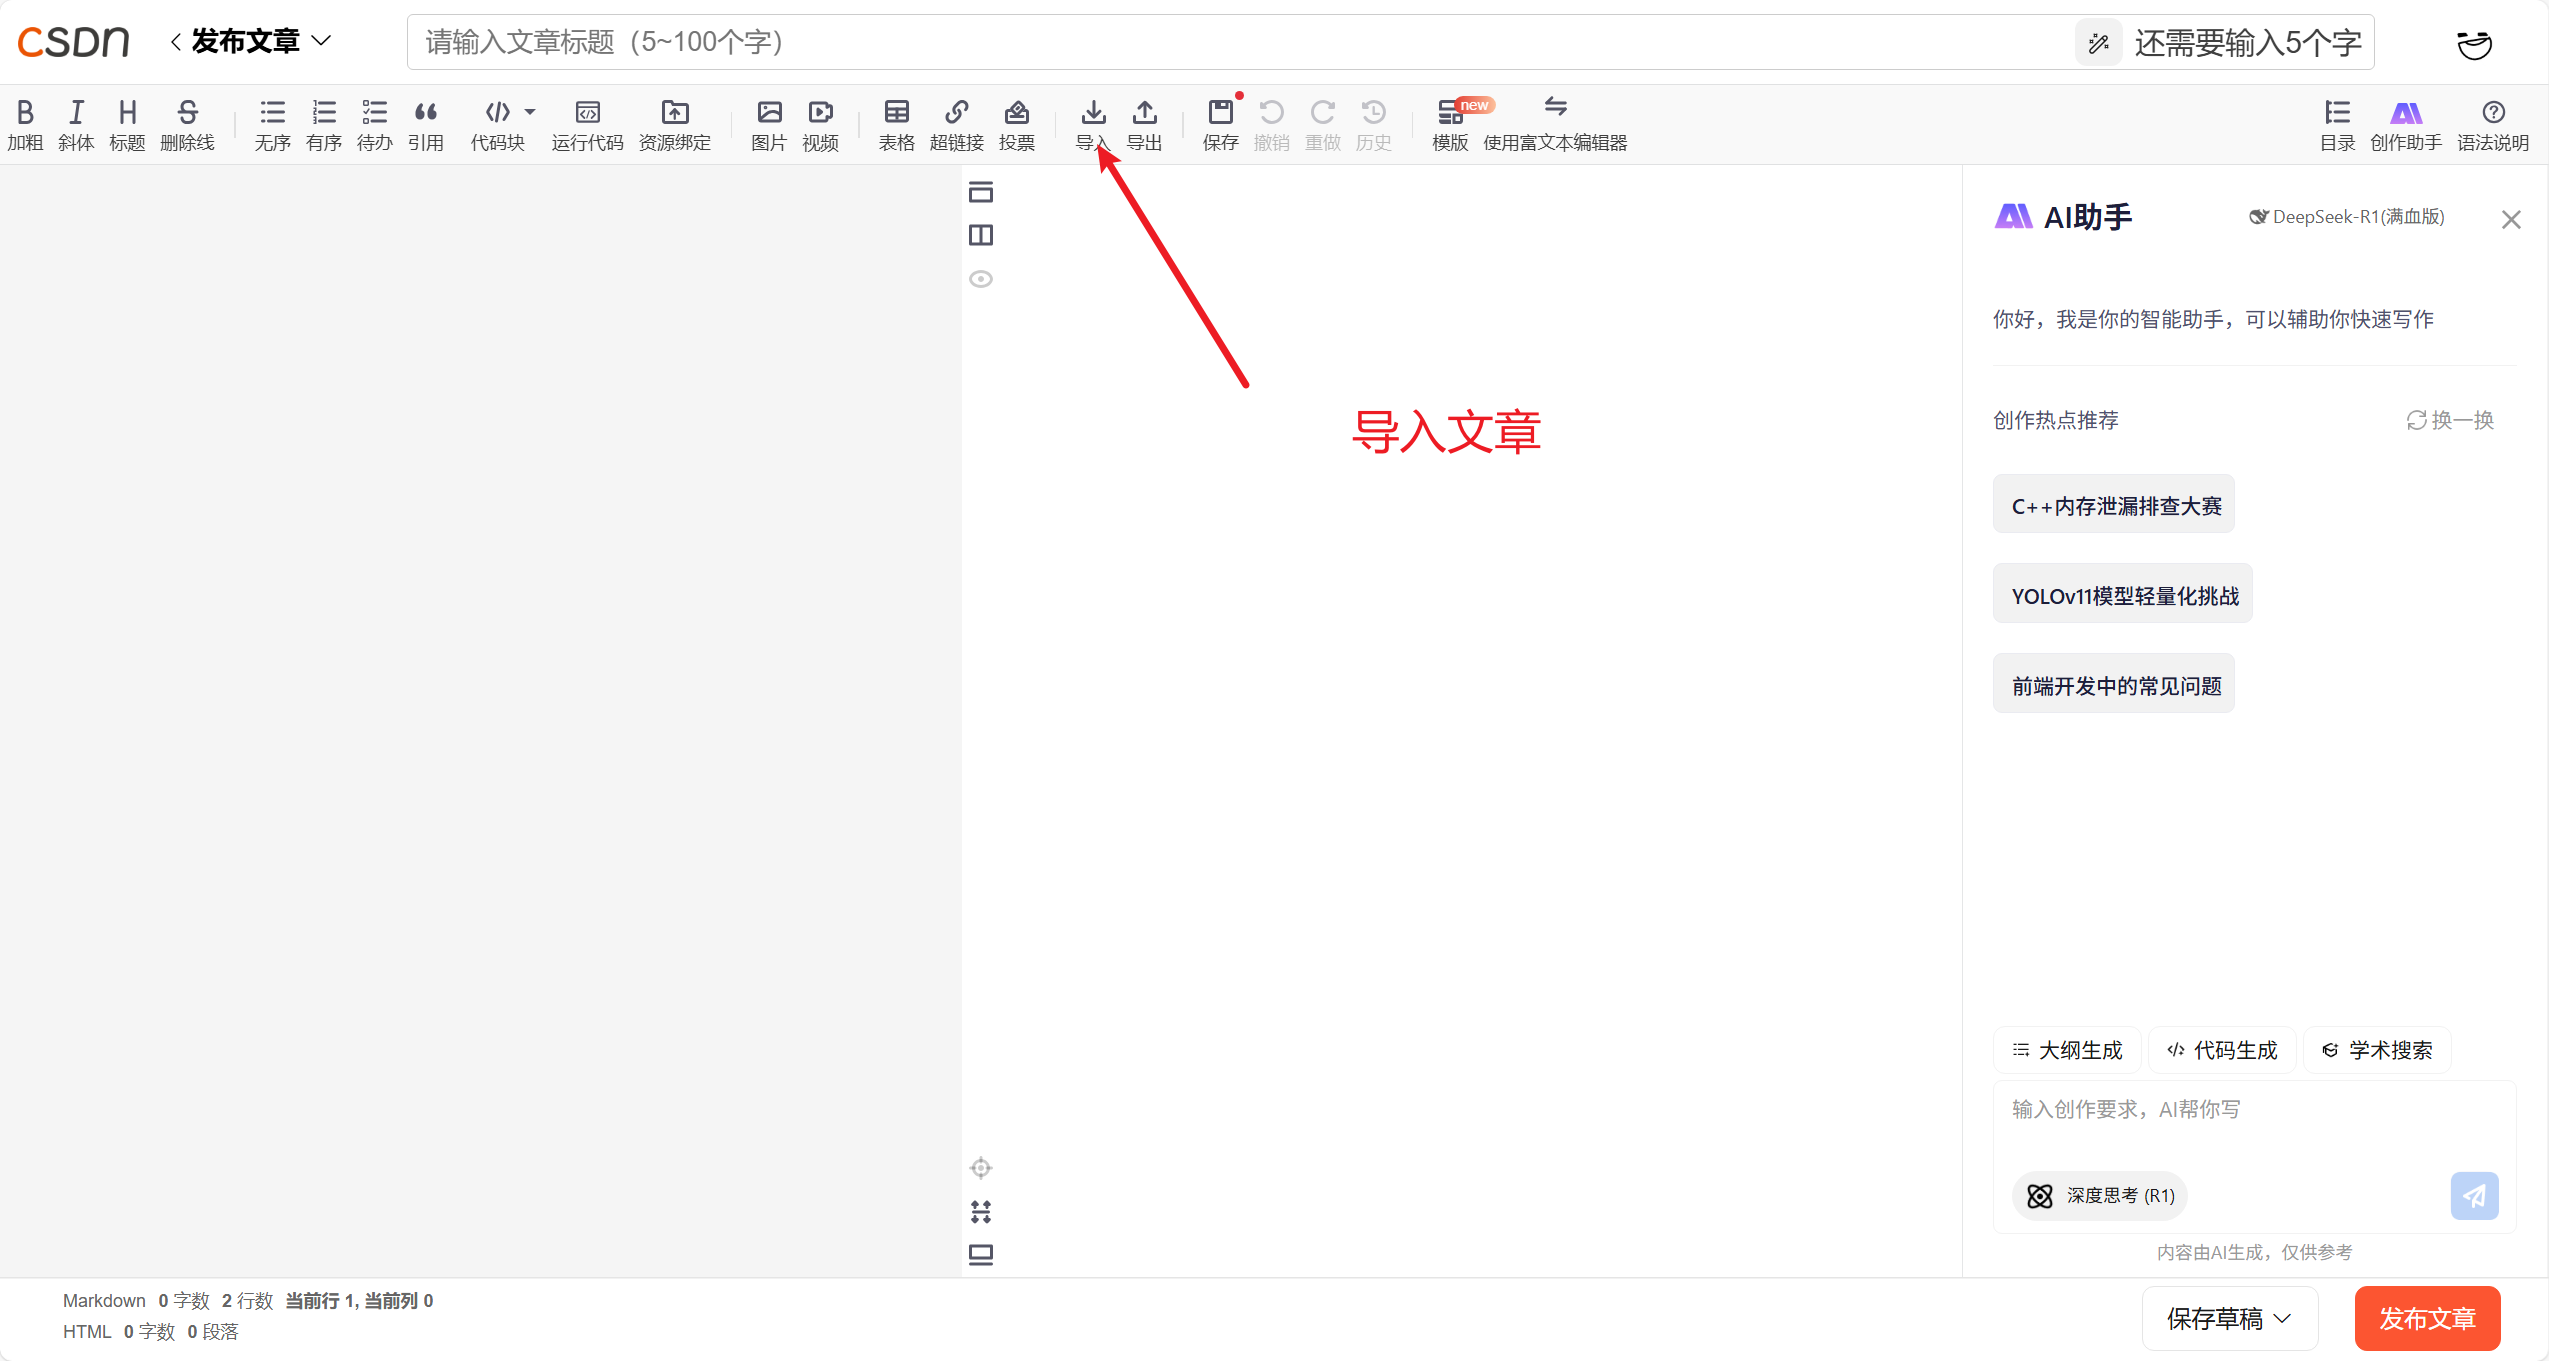 CSDN
发布文章
请输入文章标题（5~100个字）
还需要输入5个字
加粗 斜体 标题 删除线 无序 有序 待办 引用 代码块 运行代码 资源绑定 图片 视频 表格 超链接 投票 导入 导出 保存 撤销 重做 历史 模版 new 使用富文本编辑器 目录 创作助手 语法说明
导入文章
AI助手
DeepSeek-R1(满血版)
你好，我是你的智能助手，可以辅助你快速写作
创作热点推荐
换一换
C++内存泄漏排查大赛
YOLOv11模型轻量化挑战
前端开发中的常见问题
大纲生成 代码生成 学术搜索
输入创作要求，AI帮你写
深度思考 (R1)
内容由AI生成，仅供参考
Markdown 0 字数 2 行数 当前行 1, 当前列 0
HTML 0 字数 0 段落
保存草稿
发布文章